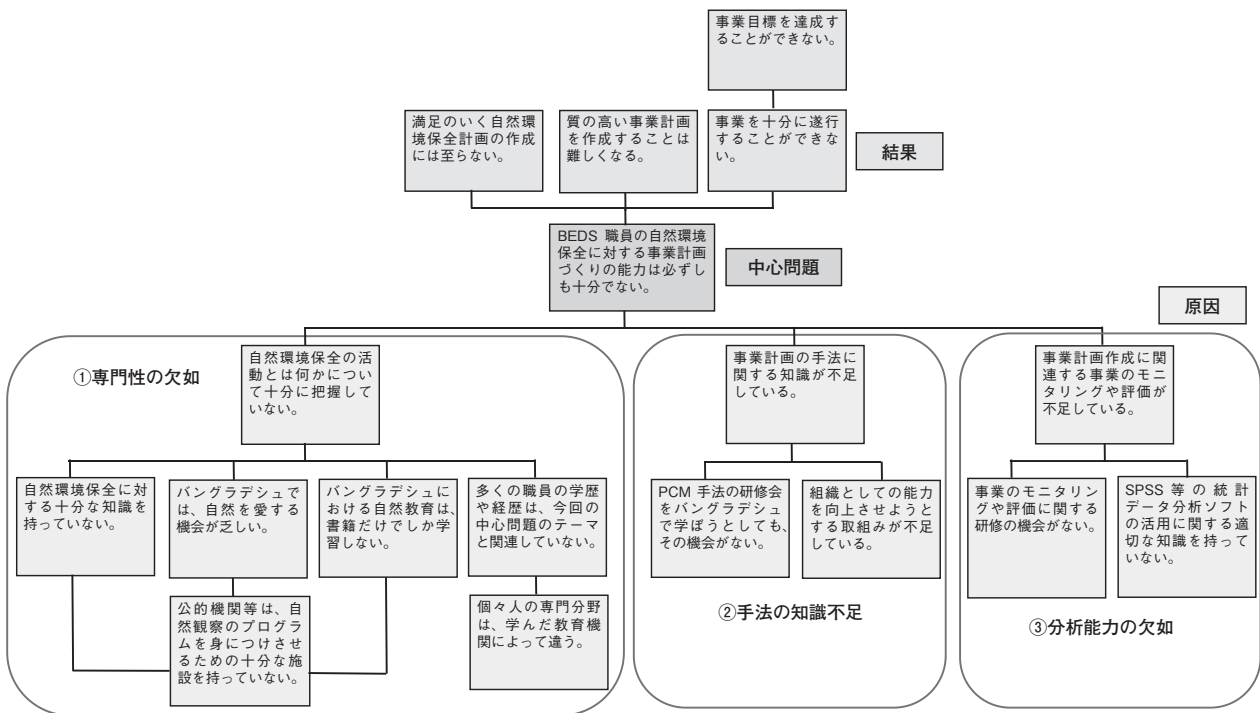 事業目標を達成す
ることができない。
満足のいく自然環
境保全計画の作成
には至らない。
質の高い事業計画
を作成することは
難しくなる。
事業を十分に遂行
することができな
い。
結果
BEDS 職員の自然環境
保全に対する事業計画
づくりの能力は必ずし
も十分でない。
中心問題
原因
①専門性の欠如
自然環境保全の活
動とは何かについ
て十分に把握して
いない。
事業計画の手法に
関する知識が不足
している。
事業計画作成に関
連する事業のモニ
タリングや評価が
不足している。
自然環境保全に対
する十分な知識を
持っていない。
バングラデシュで
は、自然を愛する
機会が乏しい。
バングラデシュに
おける自然教育は、
書籍だけでしか学
習しない。
多くの職員の学歴
や経歴は、今回の
中心問題のテーマ
と関連していない。
PCM 手法の研修会
をバングラデシュ
で学ぼうとしても、
その機会がない。
組織としての能力
を向上させようと
する取組みが不足
している。
事業のモニタリン
グや評価に関する
研修の機会がない。
SPSS 等の統計
データ分析ソフト
の活用に関する適
切な知識を持って
いない。
公的機関等は、自
然観察のプログラ
ムを身につけさせ
るための十分な施
設を持っていない。
個々人の専門分野
は、学んだ教育機
関によって違う。
②手法の知識不足
③分析能力の欠如